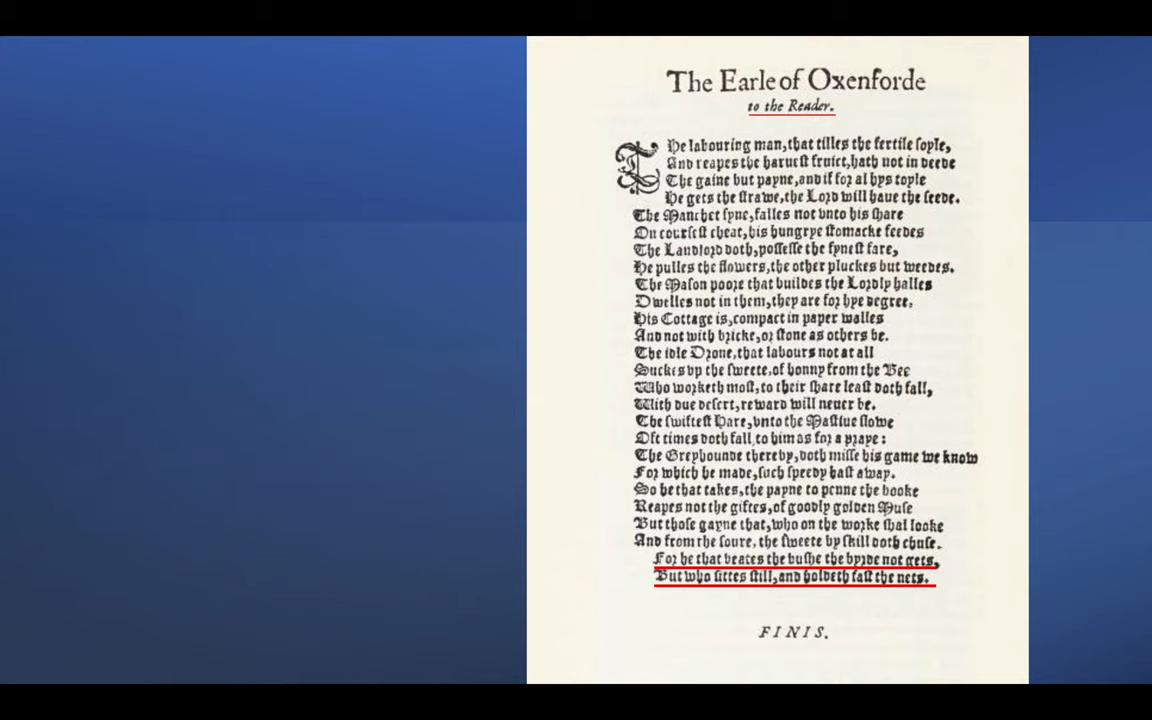 The Earle of Oxenforde
to the Reader.
The labouring man, that tilles the fertile soyle,
And reapes the haruest fruict, hath not in deede
The gaine but payne, and if for al hys toyle
He gets the strawe, the Lord will haue the seede.
The Manchet fyne, falles not vnto his share
On coursest cheat, his hungrye stomacke feedes
The Landlord doth, possesse the fynest fare,
He pulles the flowers, the other pluckes but weedes.
The Mason poore that buildes the Lordly halles
Dwelles not in them, they are for hye degree,
His Cottage is, compact in paper walles
And not with bricke, or stone as others be.
The idle Drone, that labours not at all
Suckes vp the sweete, of honny from the Bee
Who worketh most, to their share least doth fall,
With due desert, reward will neuer be.
The swiftest Hare, vnto the Mastiue slowe
Oft times doth fall, to him as for a praye:
The Greyhounde thereby, doth misse his game we know
For which he made, such speedy hast away.
So he that takes, the payne to penne the booke
Reapes not the giftes, of goodly golden Muse
But those gayne that, who on the worke shal looke
And from the soure, the sweete by skill doth chuse.
For he that beates the bushe the byrde not gets,
But who sittes still, and holdeth fast the nets.
FINIS.